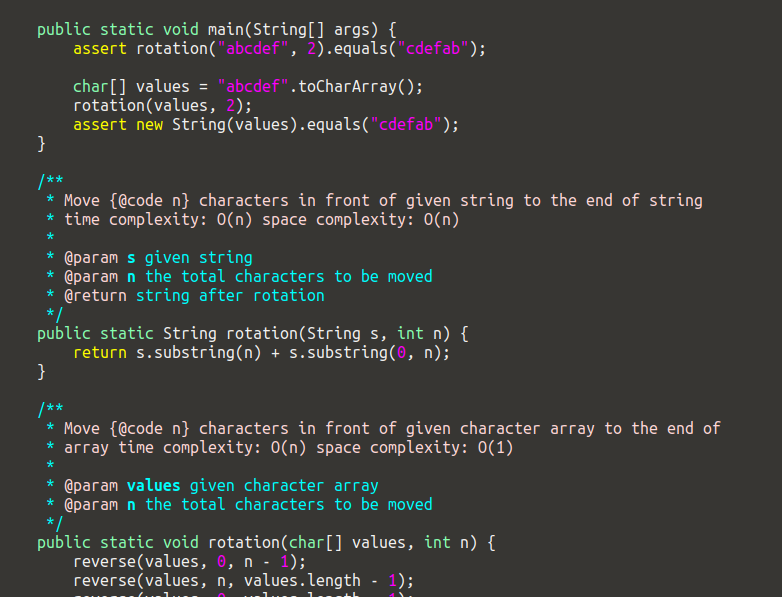 public static void main(String[] args) {
    assert rotation("abcdef", 2).equals("cdefab");

    char[] values = "abcdef".toCharArray();
    rotation(values, 2);
    assert new String(values).equals("cdefab");
}

/**
 * Move {@code n} characters in front of given string to the end of string
 * time complexity: O(n) space complexity: O(n)
 *
 * @param s given string
 * @param n the total characters to be moved
 * @return string after rotation
 */
public static String rotation(String s, int n) {
    return s.substring(n) + s.substring(0, n);
}

/**
 * Move {@code n} characters in front of given character array to the end of
 * array time complexity: O(n) space complexity: O(1)
 *
 * @param values given character array
 * @param n the total characters to be moved
 */
public static void rotation(char[] values, int n) {
    reverse(values, 0, n - 1);
    reverse(values, n, values.length - 1);